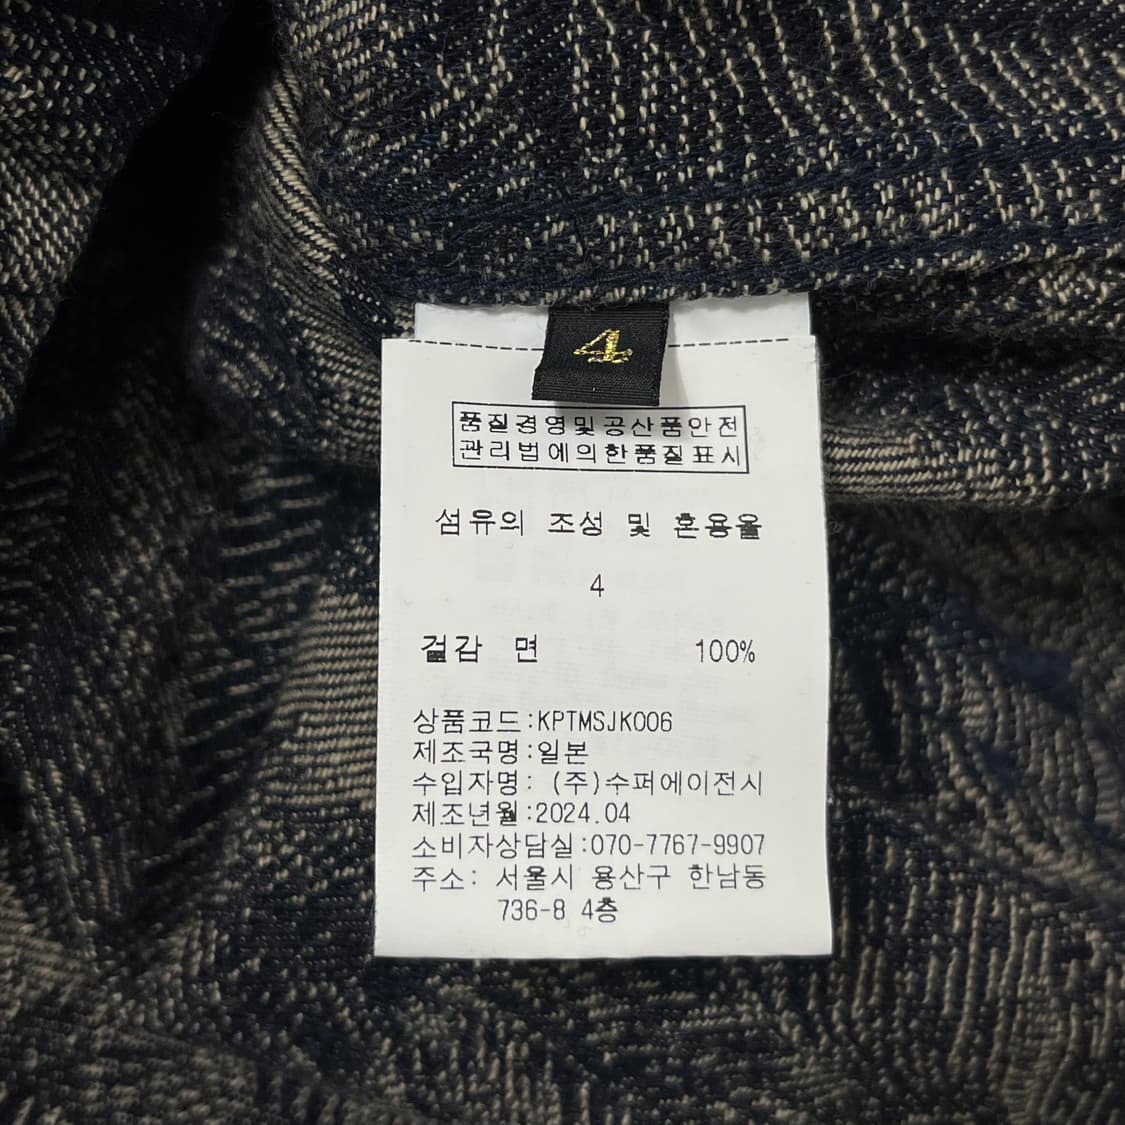 4
품질경영및공산품안전
관리법에의한품질표시
섬유의 조성 및 혼용율
4
겉감 면 100%
상품코드:KPTMSJK006
제조국명:일본
수입자명: (주)수퍼에이전시
제조년월:2024.04
소비자상담실:070-7767-9907
주소: 서울시 용산구 한남동
736-8 4층